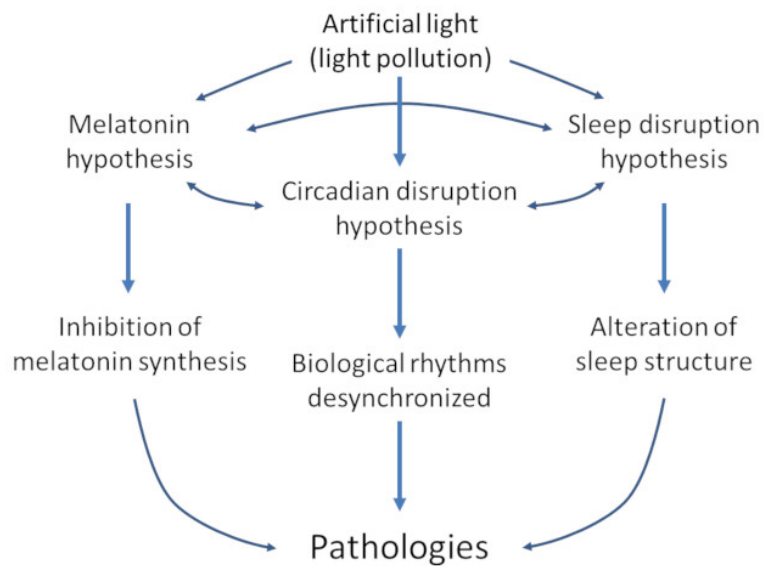 Artificial light
(light pollution)
Melatonin
hypothesis
Sleep disruption
hypothesis
Circadian disruption
hypothesis
Inhibition of
melatonin synthesis
Biological rhythms
desynchronized
Alteration of
sleep structure
Pathologies